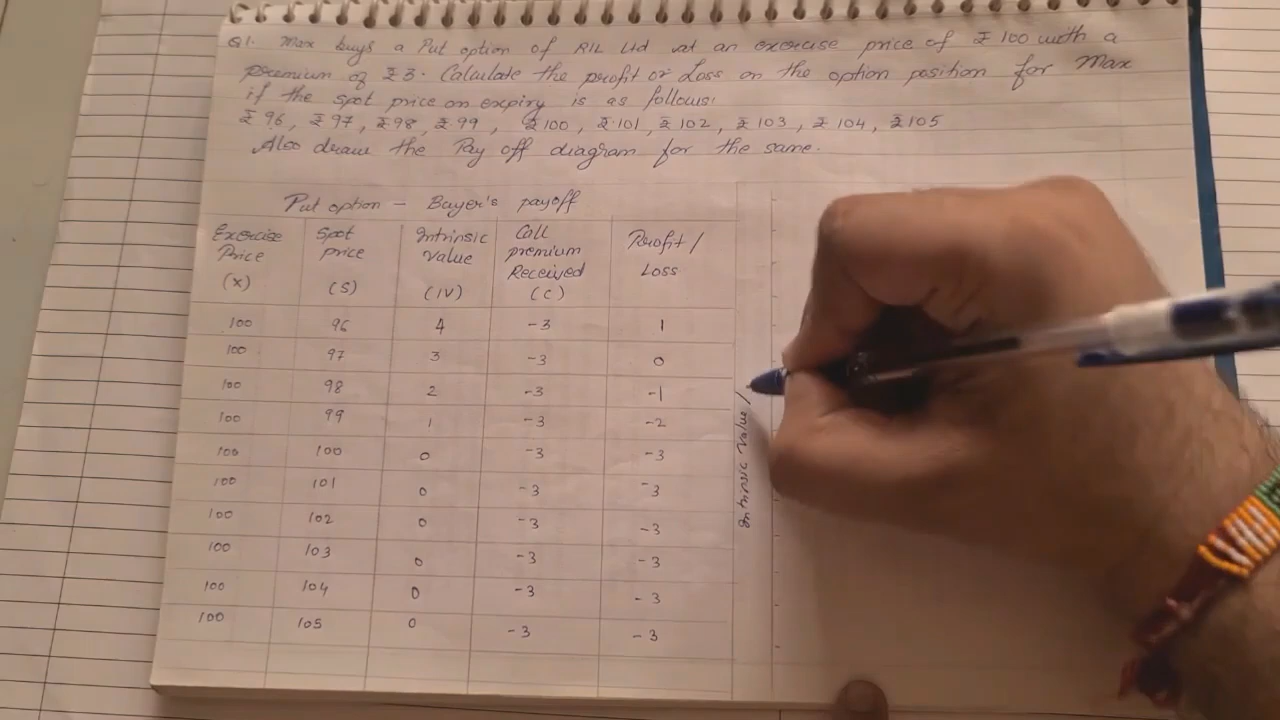 Q1. Max buys a Put option of RIL Ltd at an exercise price of ₹ 100 with a
premium of ₹ 3. Calculate the profit or Loss on the option position for Max
if the spot price on expiry is as follows:
₹ 96, ₹ 97, ₹ 98, ₹ 99, ₹ 100, ₹ 101, ₹ 102, ₹ 103, ₹ 104, ₹ 105
Also draw the Pay off diagram for the same.
Put option - Buyer's payoff
Exercise Price (X) Spot price (S) Intrinsic value (IV) Call premium Received (C) Profit / Loss
100 96 4 -3 1
100 97 3 -3 0
100 98 2 -3 -1
100 99 1 -3 -2
100 100 0 -3 -3
100 101 0 -3 -3
100 102 0 -3 -3
100 103 0 -3 -3
100 104 0 -3 -3
100 105 0 -3 -3
Intrinsic Value /